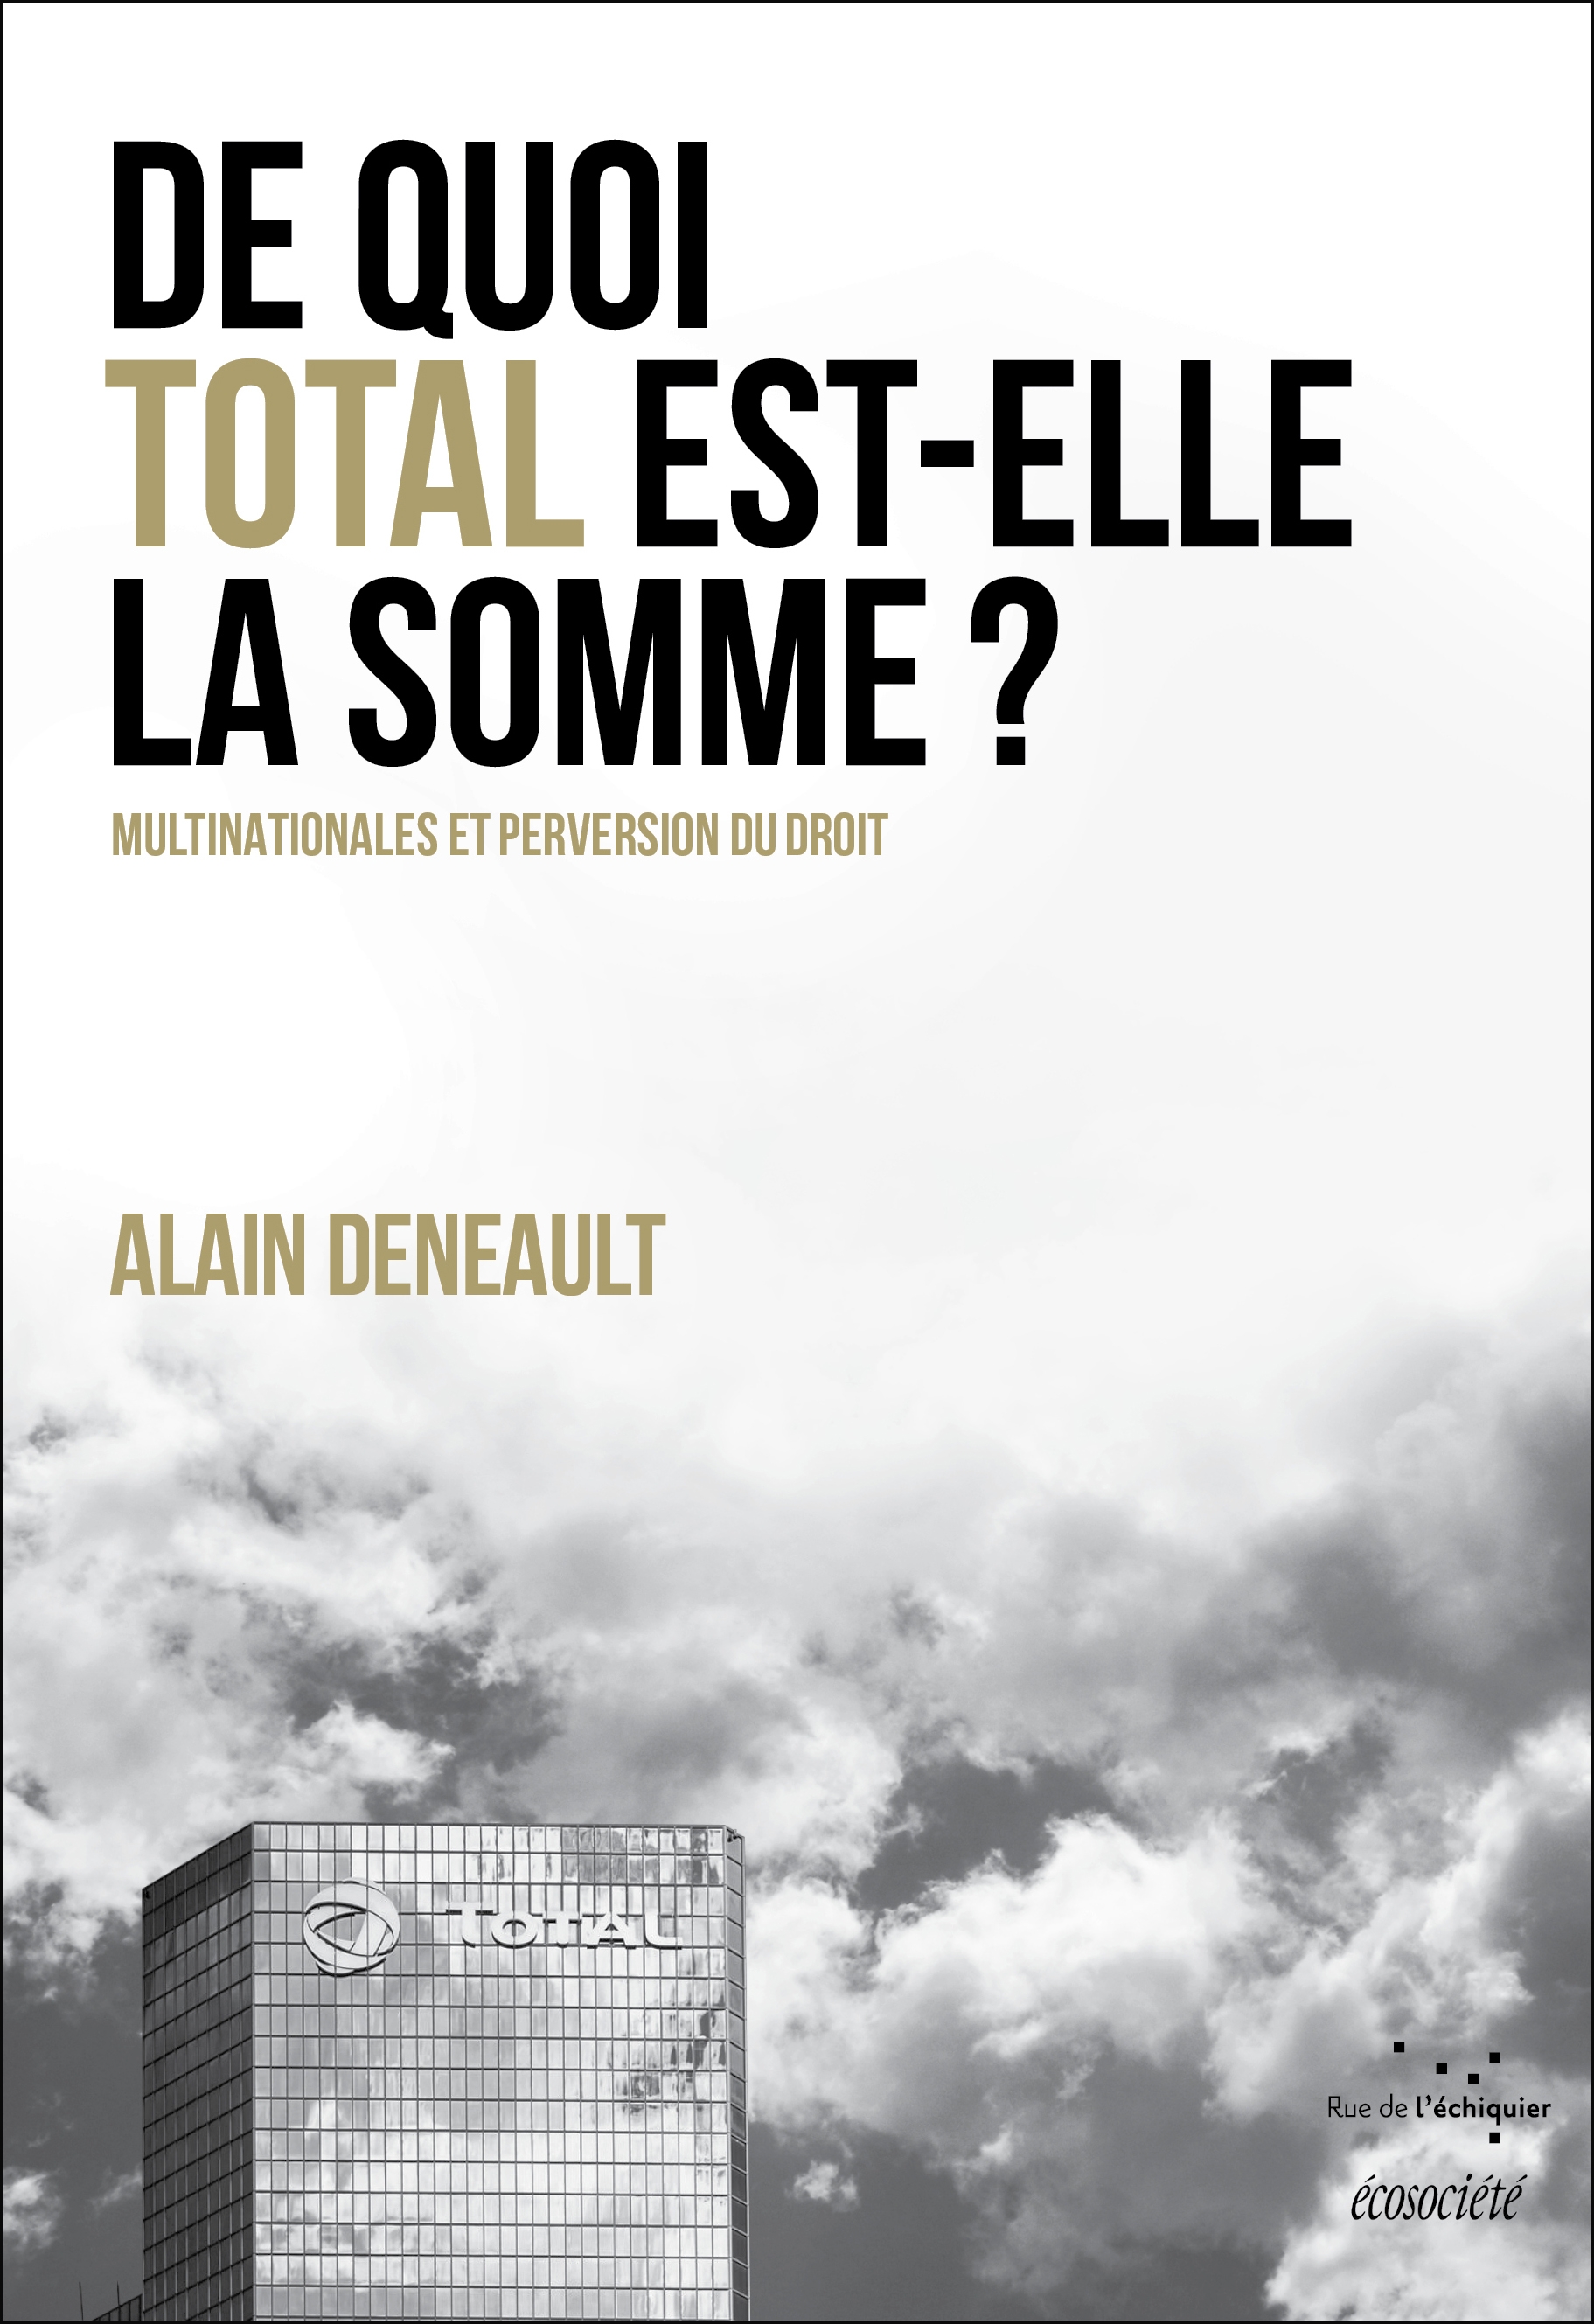 DE QUOI
TOTAL EST-ELLE
LA SOMME ?
MULTINATIONALES ET PERVERSION DU DROIT
ALAIN DENEAULT
TOTAL
Rue de l'échiquier
écosociété